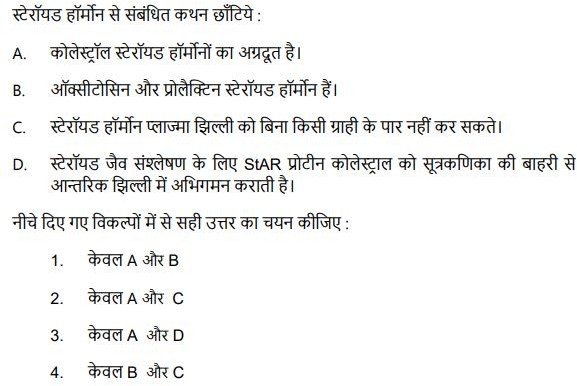 स्टेरॉयड हॉर्मोन से संबंधित कथन छाँटिये :
A. कोलेस्ट्रॉल स्टेरॉयड हॉर्मोनों का अग्रदूत है।
B. ऑक्सीटोसिन और प्रोलैक्टिन स्टेरॉयड हॉर्मोन हैं।
C. स्टेरॉयड हॉर्मोन प्लाज्मा झिल्ली को बिना किसी ग्राही के पार नहीं कर सकते।
D. स्टेरॉयड जैव संश्लेषण के लिए StAR प्रोटीन कोलेस्ट्राल को सूत्रकणिका की बाहरी से
आन्तरिक झिल्ली में अभिगमन कराती है।
नीचे दिए गए विकल्पों में से सही उत्तर का चयन कीजिए :
1. केवल A और B
2. केवल A और C
3. केवल A और D
4. केवल B और C